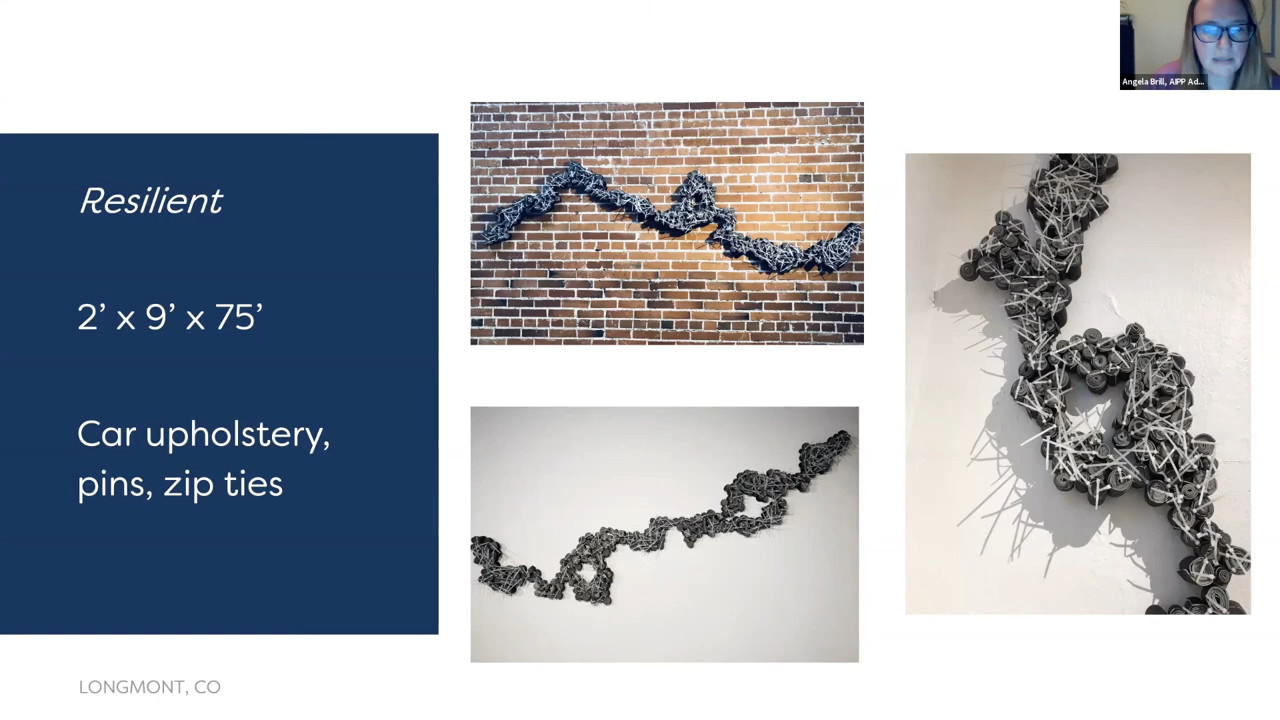 Angela Brill, AIPP Ad...
Resilient
2’ x 9’ x 75’
Car upholstery,
pins, zip ties
LONGMONT, CO